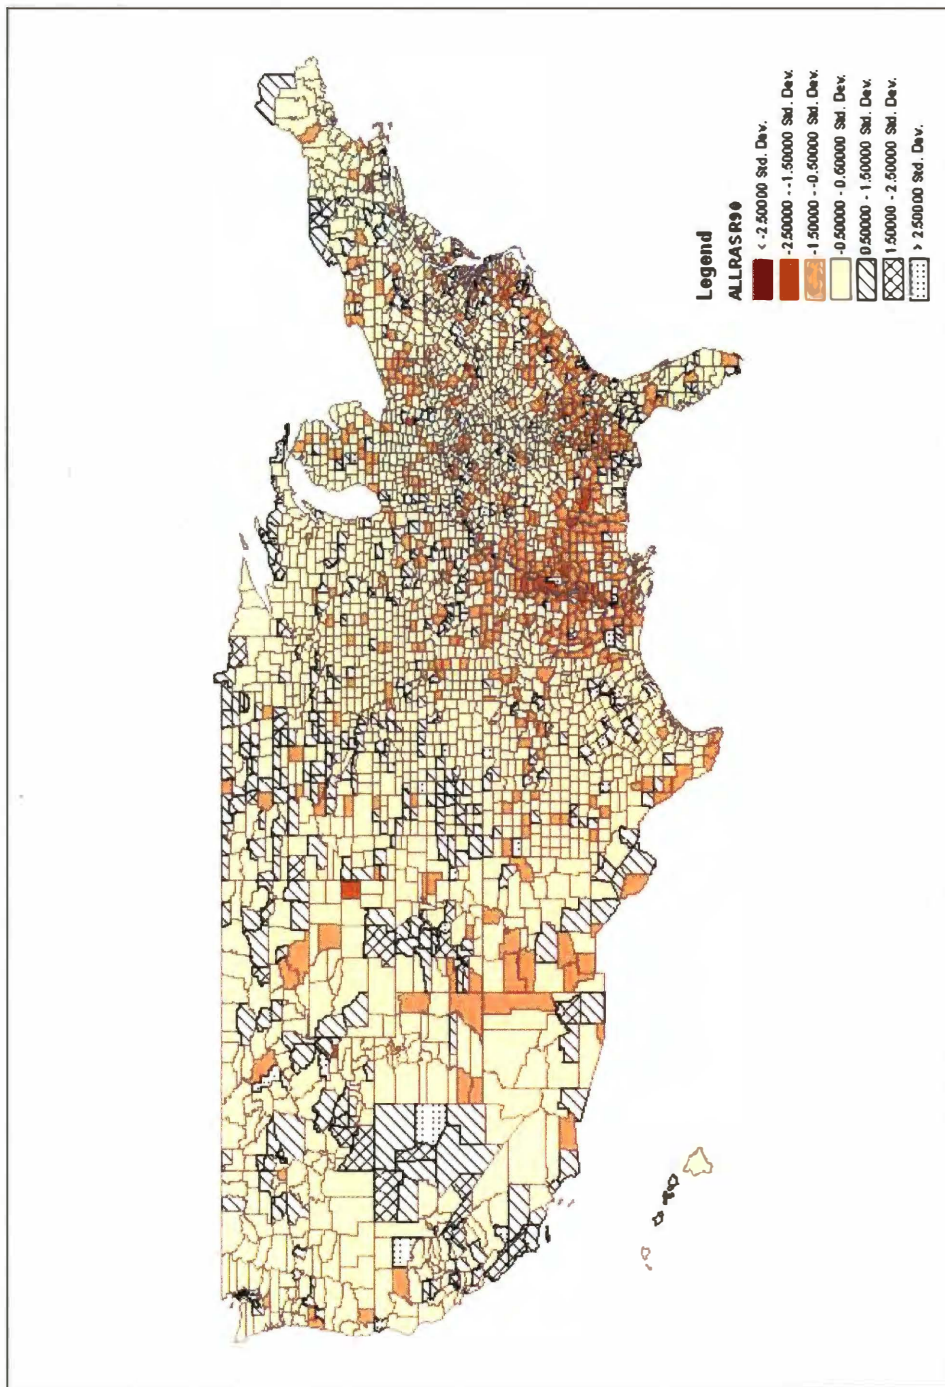 Legend
ALLRASR90
< -2.50000 Std. Dev.
-2.50000 - -1.50000 Std. Dev.
-1.50000 - -0.50000 Std. Dev.
-0.50000 - 0.50000 Std. Dev.
0.50000 - 1.50000 Std. Dev.
1.50000 - 2.50000 Std. Dev.
> 2.50000 Std. Dev.